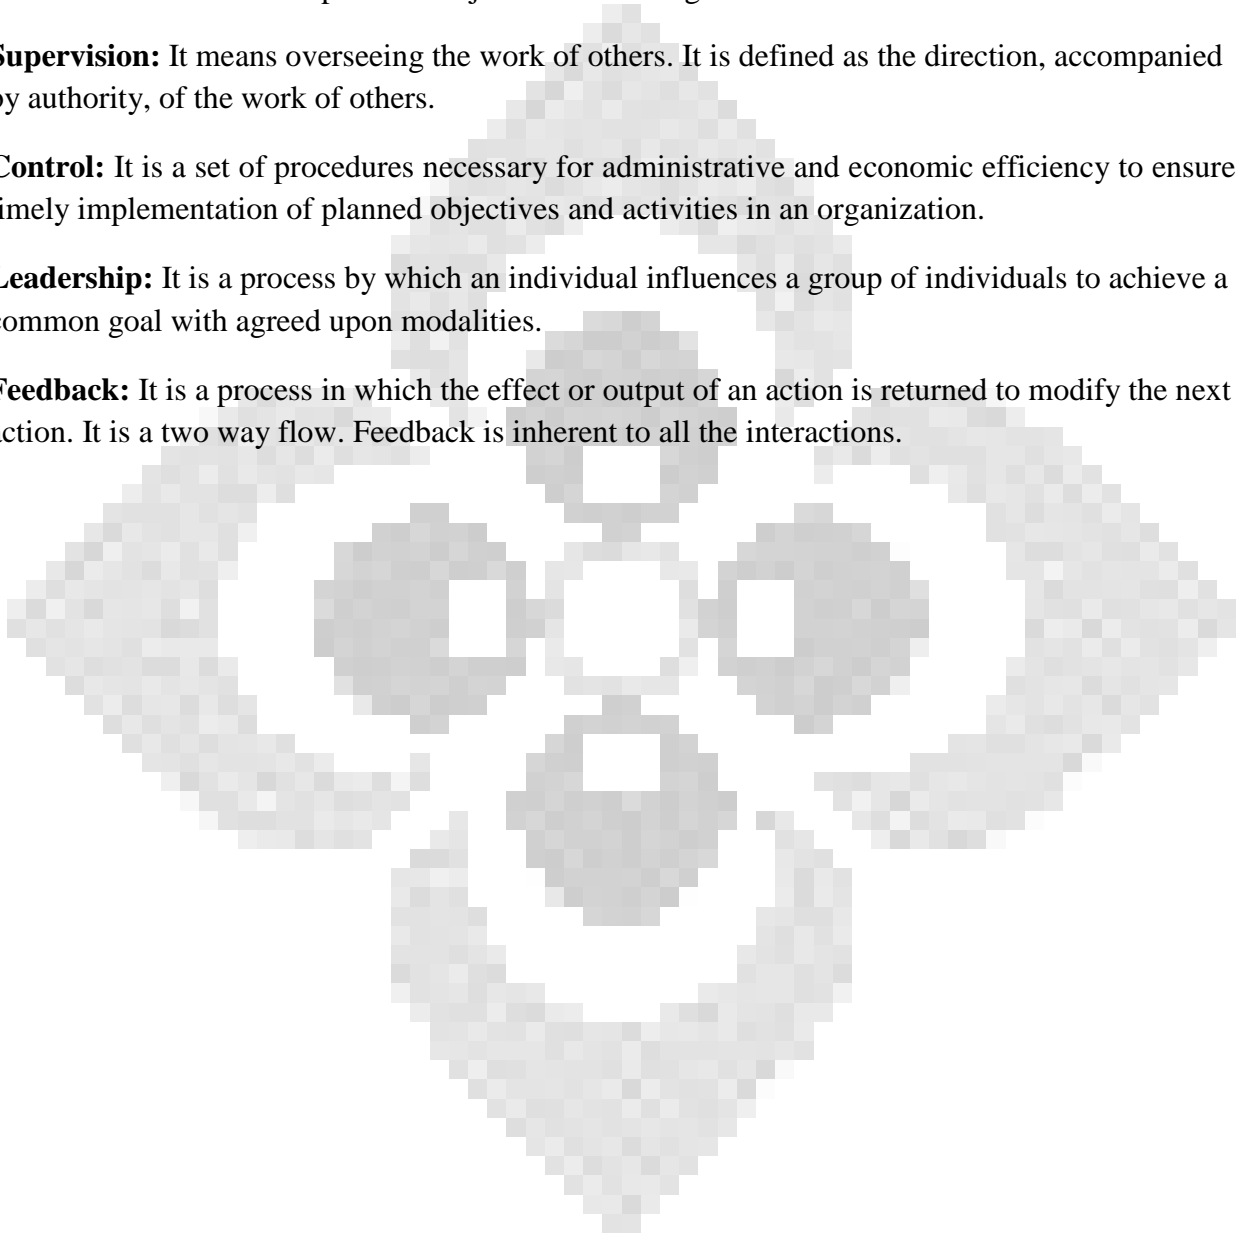 Supervision: It means overseeing the work of others. It is defined as the direction, accompanied
by authority, of the work of others.
Control: It is a set of procedures necessary for administrative and economic efficiency to ensure
timely implementation of planned objectives and activities in an organization.
Leadership: It is a process by which an individual influences a group of individuals to achieve a
common goal with agreed upon modalities.
Feedback: It is a process in which the effect or output of an action is returned to modify the next
action. It is a two way flow. Feedback is inherent to all the interactions.